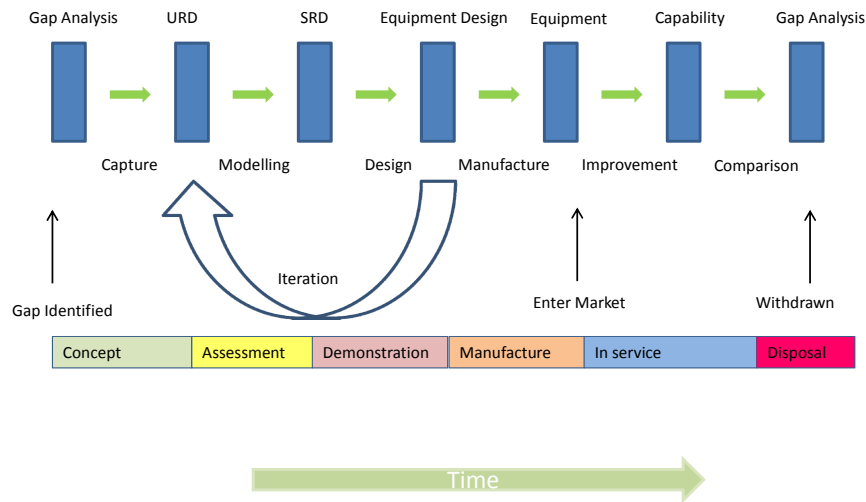 Gap Analysis
URD
SRD
Equipment Design
Equipment
Capability
Gap Analysis
Capture
Modelling
Design
Manufacture
Improvement
Comparison
Iteration
Gap Identified
Enter Market
Withdrawn
Concept
Assessment
Demonstration
Manufacture
In service
Disposal
Time